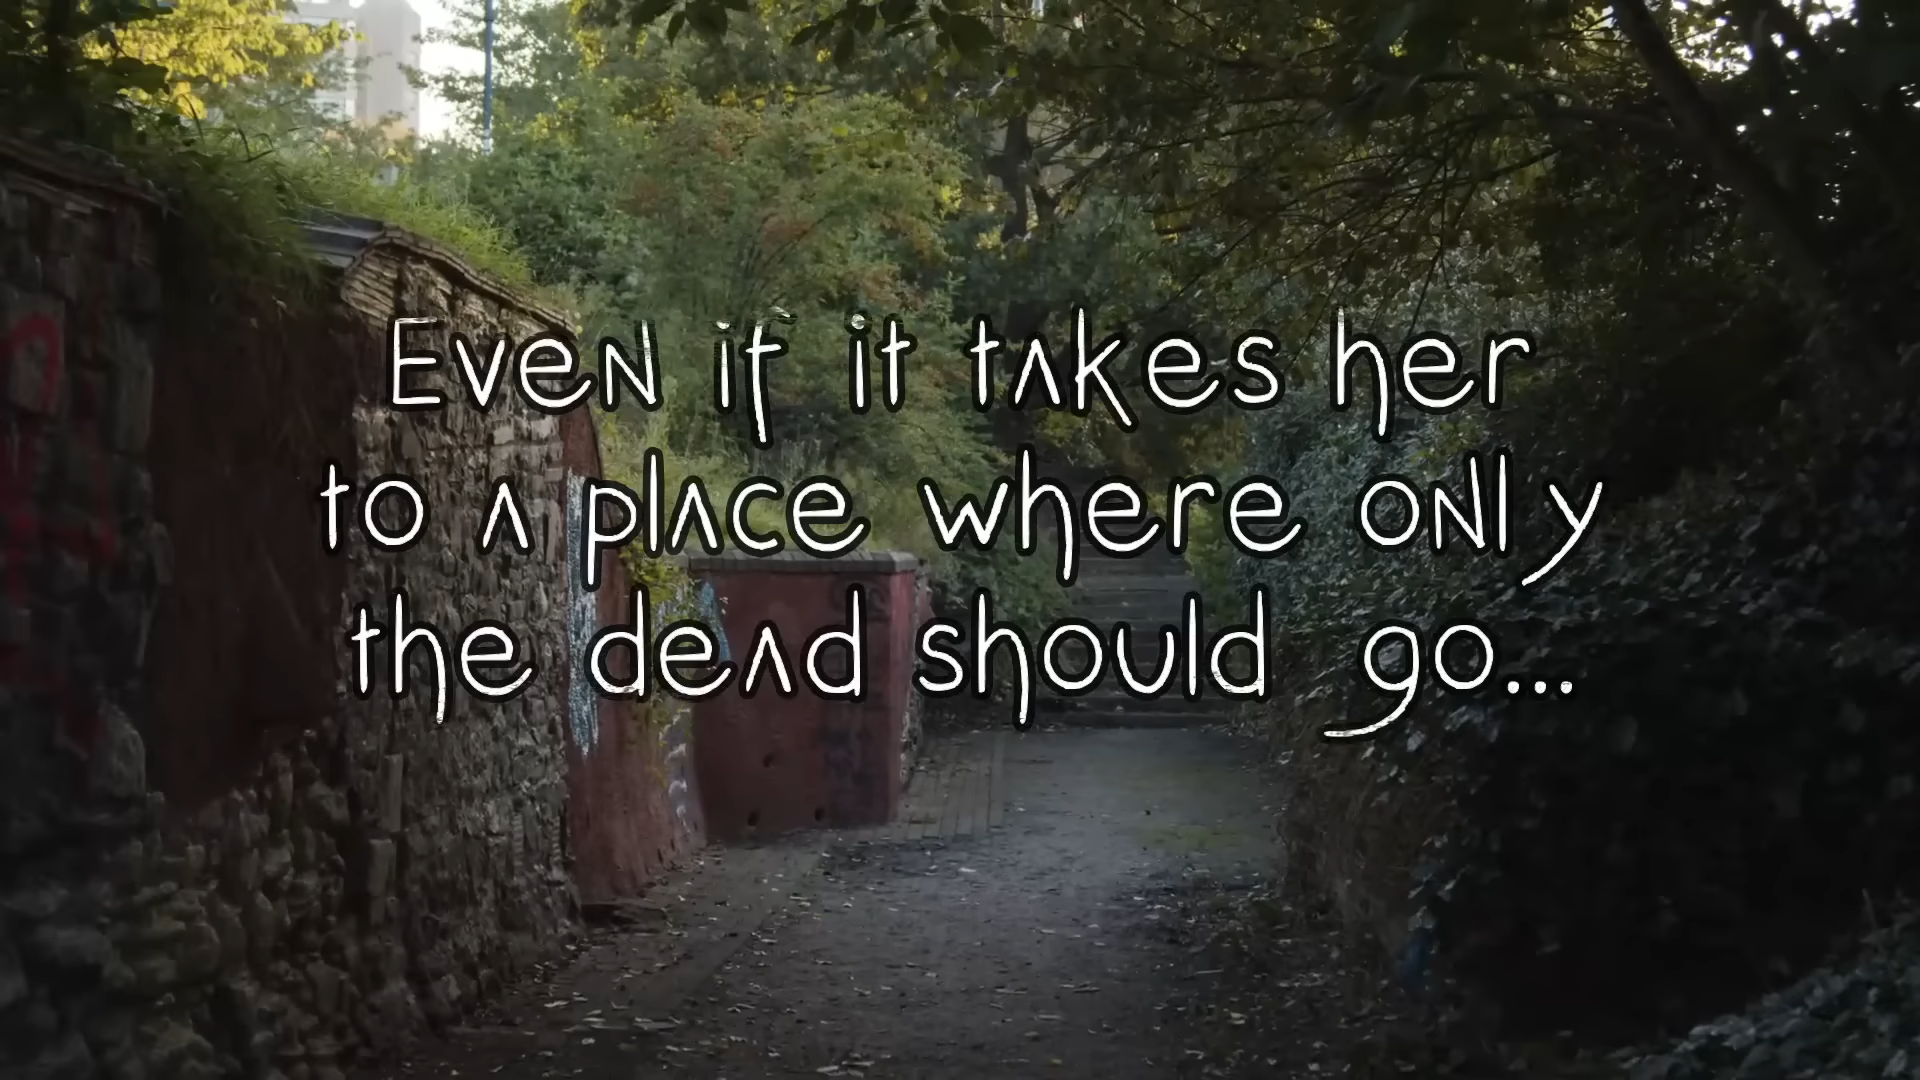 Even if it takes her
to a place where only
the dead should go...